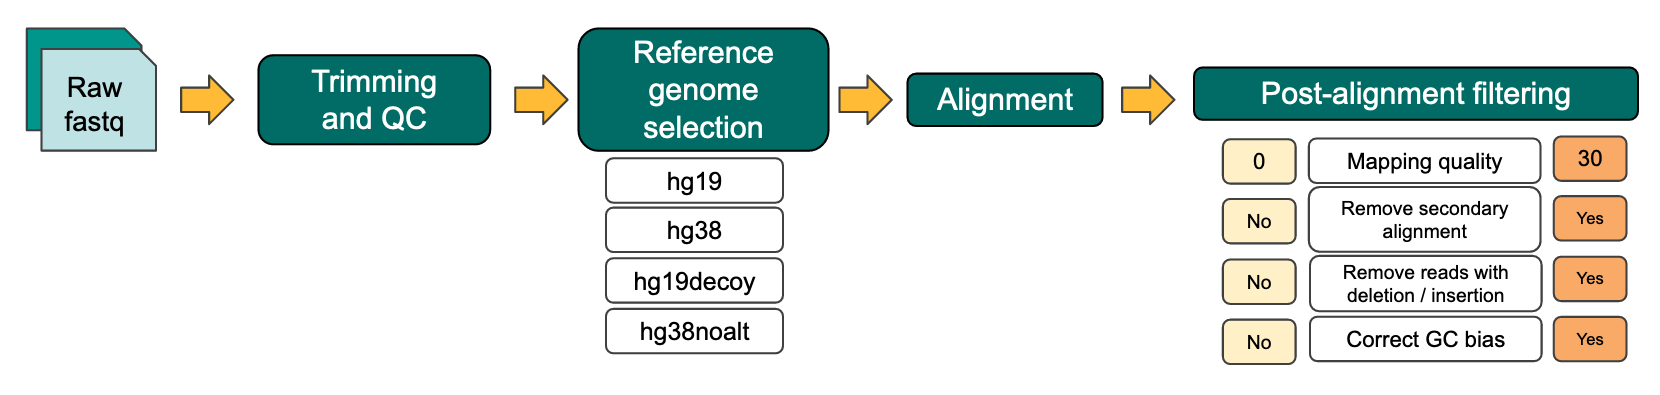 Raw
fastq
Trimming
and QC
Reference
genome
selection
hg19
hg38
hg19decoy
hg38noalt
Alignment
Post-alignment filtering
0
Mapping quality
30
No
Remove secondary
alignment
Yes
No
Remove reads with
deletion / insertion
Yes
No
Correct GC bias
Yes